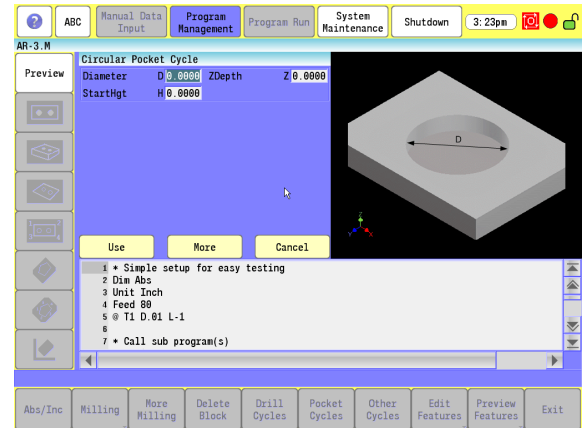 ? ABC Manual Data Input Program Management Program Run System Maintenance Shutdown 3:23pm
AR-3.M
Preview
Circular Pocket Cycle
Diameter D 0.0000 ZDepth Z 0.0000
StartHgt H 0.0000
D
Z
Y X
Use More Cancel
1 * Simple setup for easy testing
2 Dim Abs
3 Unit Inch
4 Feed 80
5 @ T1 D.01 L-1
6
7 * Call sub program(s)
Abs/Inc Milling More Milling Delete Block Drill Cycles Pocket Cycles Other Cycles Edit Features Preview Features Exit